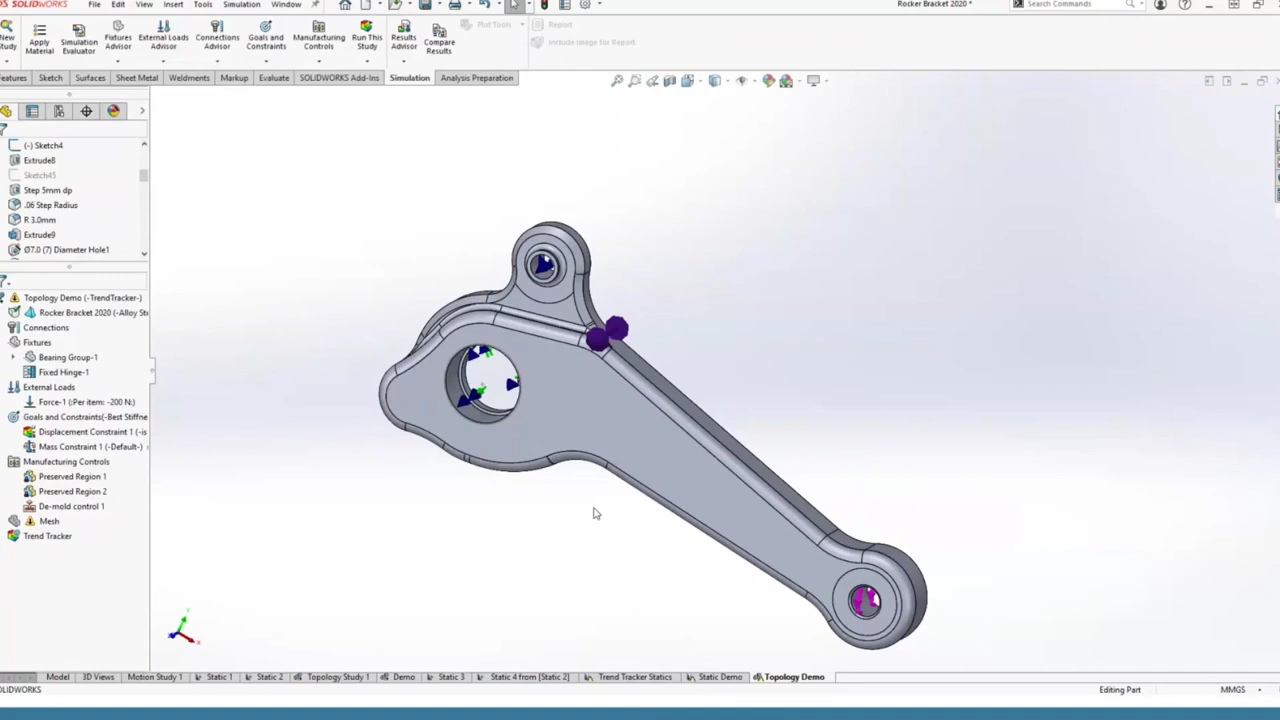 SOLIDWORKS File Edit View Insert Tools Simulation Window Rocker Bracket 2020 * Search Commands
New Study Apply Material Simulation Evaluator Fixtures Advisor External Loads Advisor Connections Advisor Goals and Constraints Manufacturing Controls Run This Study Results Advisor Compare Results Plot Tools Report
Include Image for Report
Features Sketch Surfaces Sheet Metal Weldments Markup Evaluate SOLIDWORKS Add-Ins Simulation Analysis Preparation
(-) Sketch4
Extrude8
Sketch45
Step 5mm dp
.06 Step Radius
R 3.0mm
Extrude9
Ø7.0 (7) Diameter Hole1
Topology Demo (-TrendTracker-)
Rocker Bracket 2020 (-Alloy Ste
Connections
Fixtures
Bearing Group-1
Fixed Hinge-1
External Loads
Force-1 (:Per item: -200 N:)
Goals and Constraints(-Best Stiffne
Displacement Constraint 1 (-is
Mass Constraint 1 (-Default-)
Manufacturing Controls
Preserved Region 1
Preserved Region 2
De-mold control 1
Mesh
Trend Tracker
Y
X
Model 3D Views Motion Study 1 Static 1 Static 2 Topology Study 1 Demo Static 3 Static 4 from [Static 2] Trend Tracker Statics Static Demo Topology Demo
OLIDWORKS Editing Part MMGS